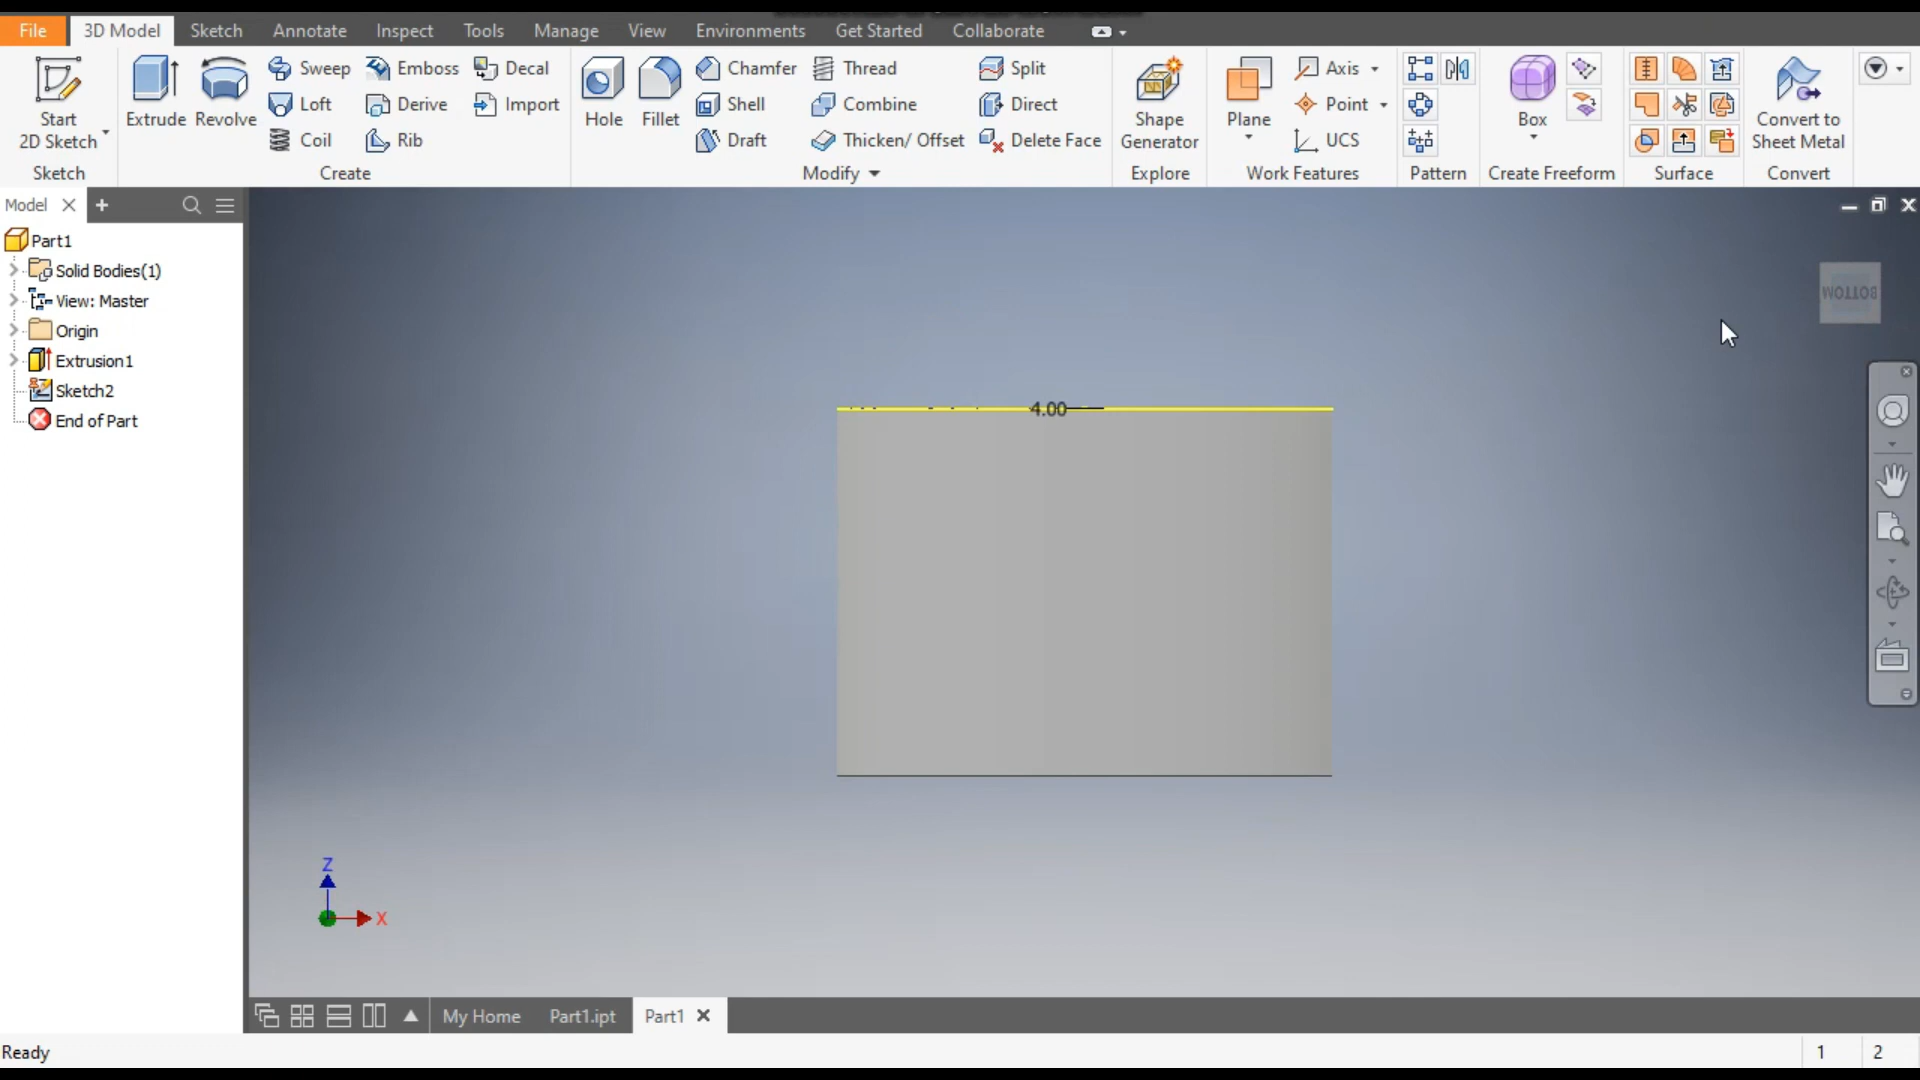 File 3D Model Sketch Annotate Inspect Tools Manage View Environments Get Started Collaborate
Start
2D Sketch
Sketch
Extrude Revolve
Sweep Emboss Decal
Loft Derive Import
Coil Rib
Create
Hole Fillet
Chamfer Thread Split
Shell Combine Direct
Draft Thicken/ Offset Delete Face
Modify
Shape
Generator
Explore
Plane
Axis
Point
UCS
Work Features
Pattern
Box
Create Freeform
Surface
Convert to
Sheet Metal
Convert
Model
Part1
Solid Bodies(1)
View: Master
Origin
Extrusion1
Sketch2
End of Part
BOTTOM
4.00
Z
X
My Home Part1.ipt Part1
Ready 1 2